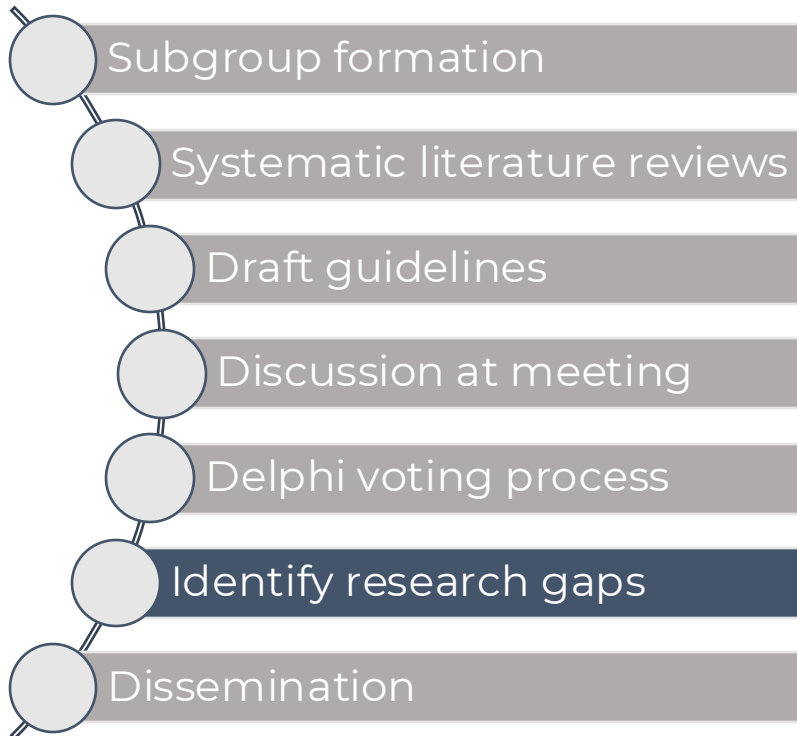 Subgroup formation
Systematic literature reviews
Draft guidelines
Discussion at meeting
Delphi voting process
Identify research gaps
Dissemination